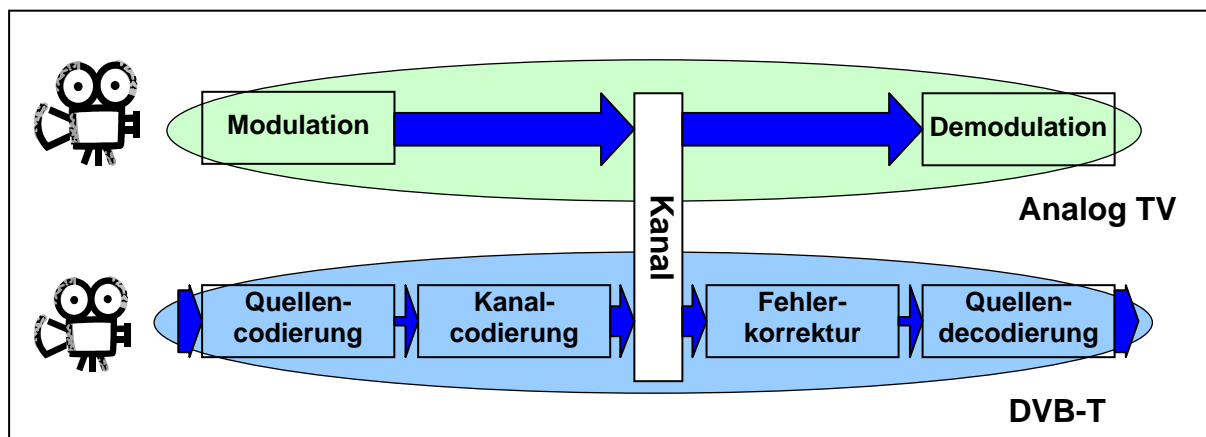 Modulation
Demodulation
Analog TV
Kanal
Quellen-
codierung
Kanal-
codierung
Fehler-
korrektur
Quellen-
decodierung
DVB-T